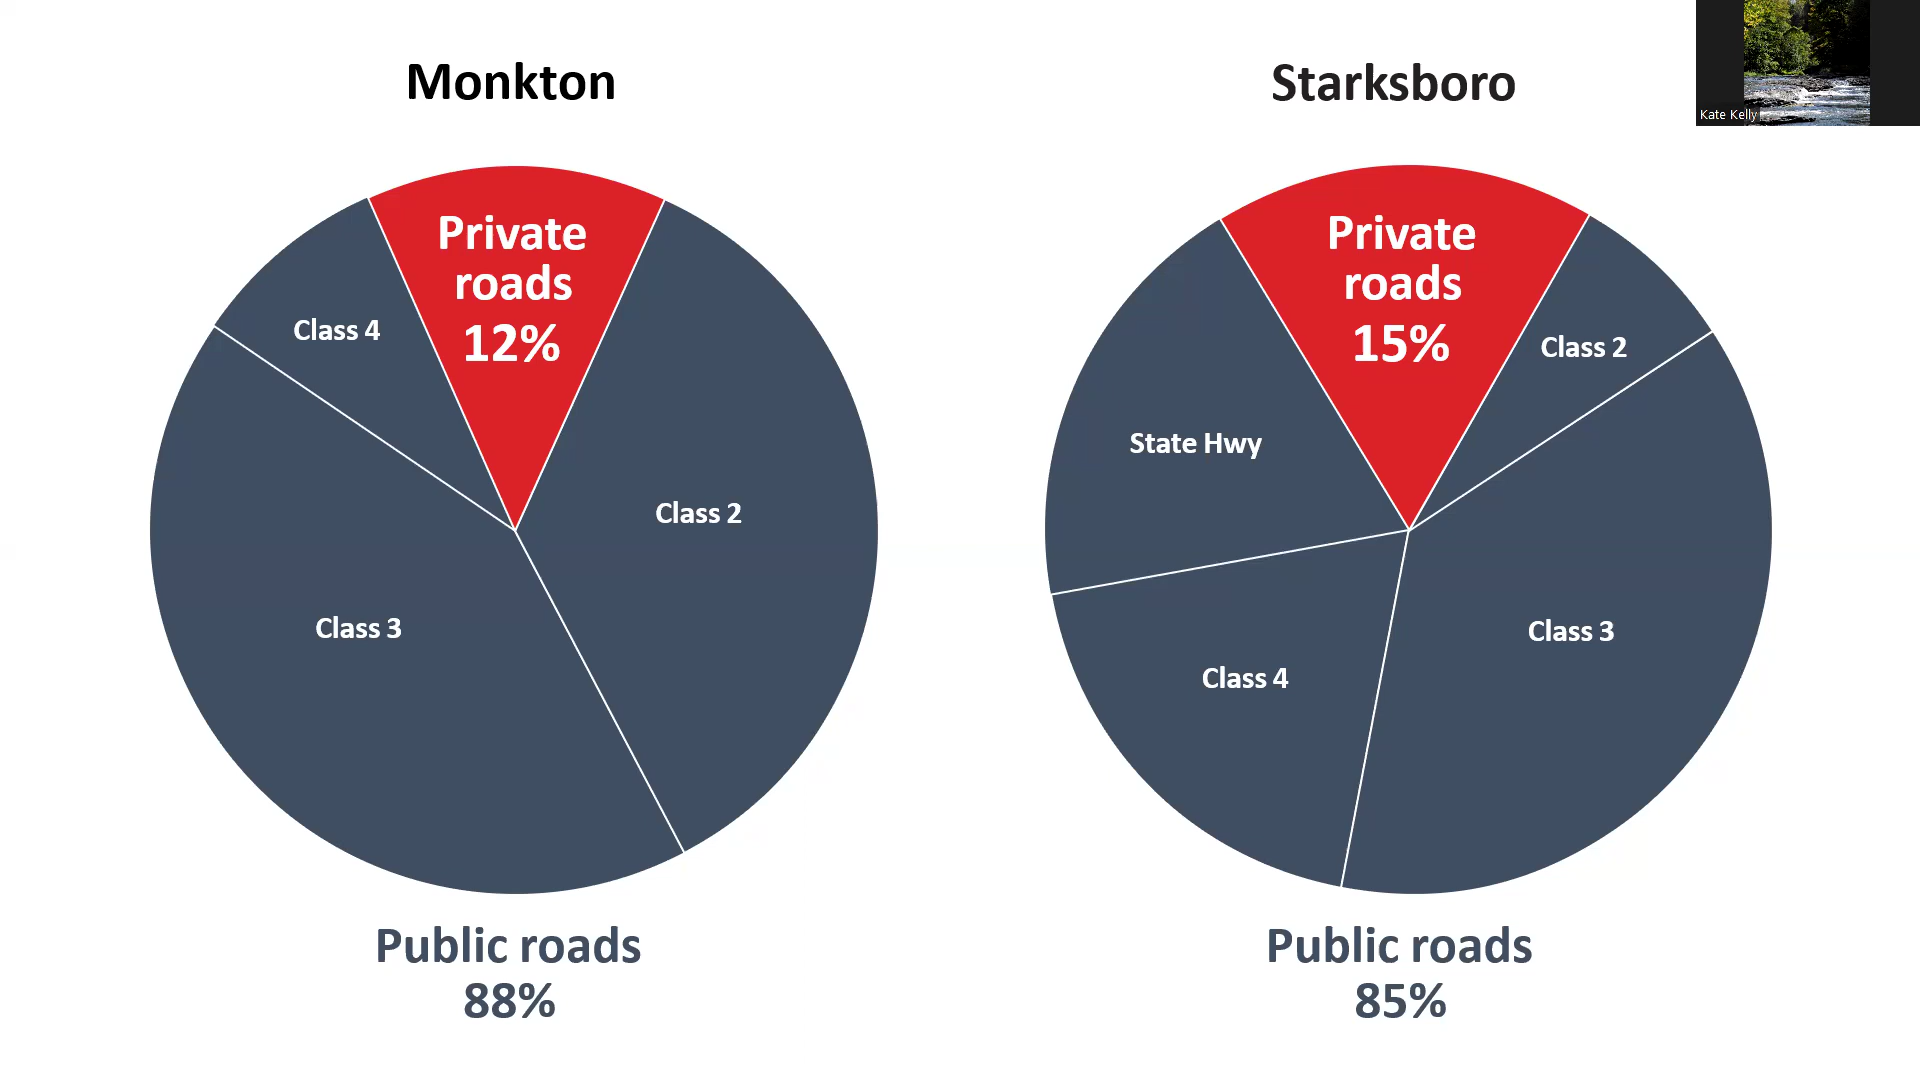 Monkton
Private
roads
12%
Class 4
Class 2
Class 3
Public roads
88%
Starksboro
Private
roads
15%
Class 2
State Hwy
Class 3
Class 4
Public roads
85%
Kate Kelly